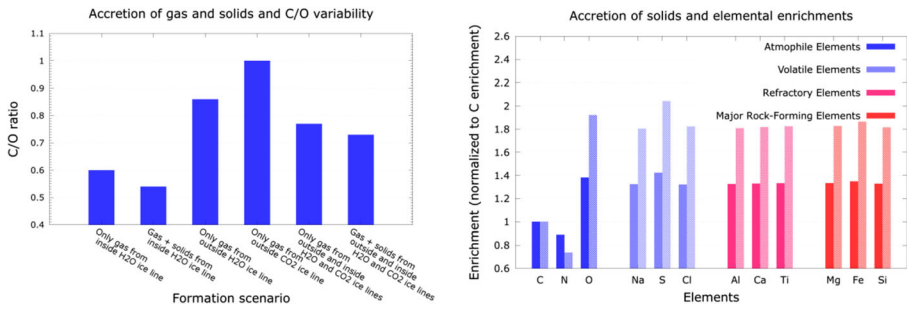 Accretion of gas and solids and C/O variability
C/O ratio
1.1
1
0.9
0.8
0.7
0.6
0.5
0.4
Only gas from
inside H2O ice line
Gas + solids from
inside H2O ice line
Only gas from
outside H2O ice line
Only gas from
outside CO2 ice line
Only gas from
outside and inside
H2O and CO2 ice lines
Gas + solids from
outside and inside
H2O and CO2 ice lines
Formation scenario
Accretion of solids and elemental enrichments
Enrichment (normalized to C enrichment)
2.6
2.4
2.2
2
1.8
1.6
1.4
1.2
1
0.8
0.6
Atmophile Elements
Volatile Elements
Refractory Elements
Major Rock-Forming Elements
C N O Na S Cl Al Ca Ti Mg Fe Si
Elements